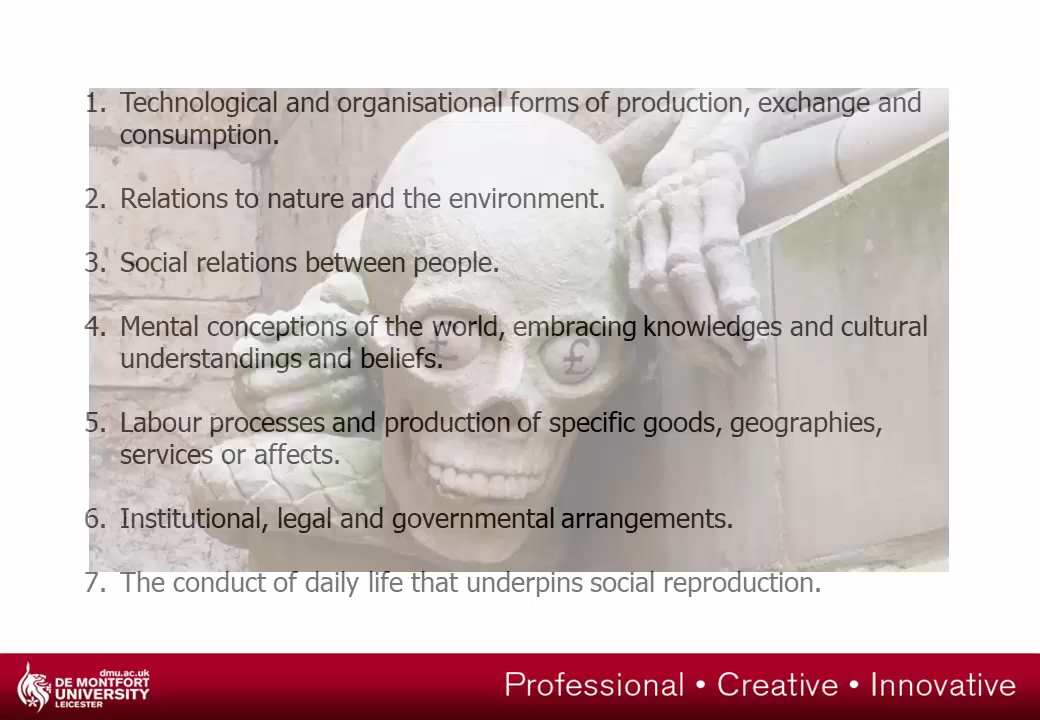 1. Technological and organisational forms of production, exchange and
consumption.
2. Relations to nature and the environment.
3. Social relations between people.
4. Mental conceptions of the world, embracing knowledges and cultural
understandings and beliefs.
£ £
5. Labour processes and production of specific goods, geographies,
services or affects.
6. Institutional, legal and governmental arrangements.
7. The conduct of daily life that underpins social reproduction.
dmu.ac.uk
DE MONTFORT
UNIVERSITY
LEICESTER
Professional • Creative • Innovative